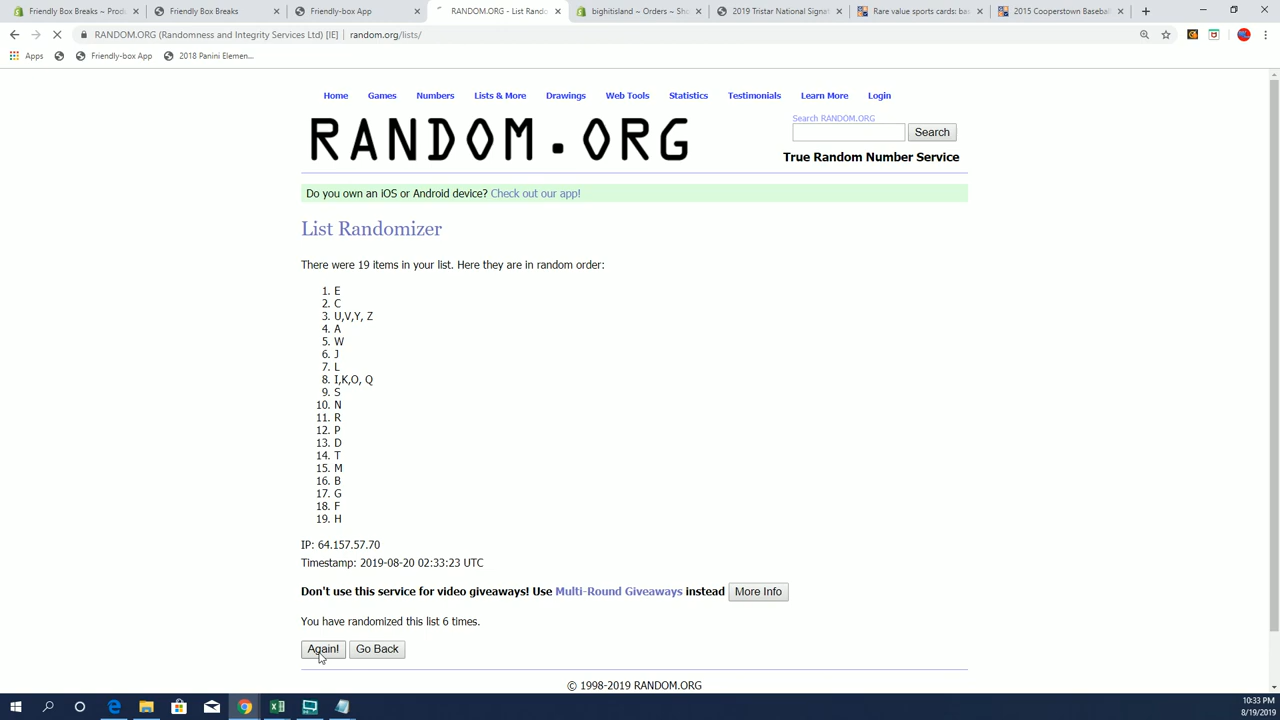 Friendly Box Breaks ~ Produ
Friendly Box Breaks
Friendly-box App
RANDOM.ORG - List Rando
bighitisland ~ Orders ~ Sho
2019 Tristar National Signat
Rare value sports cards: bas
2015 Cooperstown Baseball
RANDOM.ORG (Randomness and Integrity Services Ltd) [IE] | random.org/lists/
Apps
Friendly-box App
2018 Panini Elemen...
Home Games Numbers Lists & More Drawings Web Tools Statistics Testimonials Learn More Login
RANDOM.ORG
Search RANDOM.ORG
Search
True Random Number Service
Do you own an iOS or Android device? Check out our app!
List Randomizer
There were 19 items in your list. Here they are in random order:
1. E
2. C
3. U,V,Y, Z
4. A
5. W
6. J
7. L
8. I,K,O, Q
9. S
10. N
11. R
12. P
13. D
14. T
15. M
16. B
17. G
18. F
19. H
IP: 64.157.57.70
Timestamp: 2019-08-20 02:33:23 UTC
Don't use this service for video giveaways! Use Multi-Round Giveaways instead More Info
You have randomized this list 6 times.
Again! Go Back
© 1998-2019 RANDOM.ORG
10:33 PM
8/19/2019